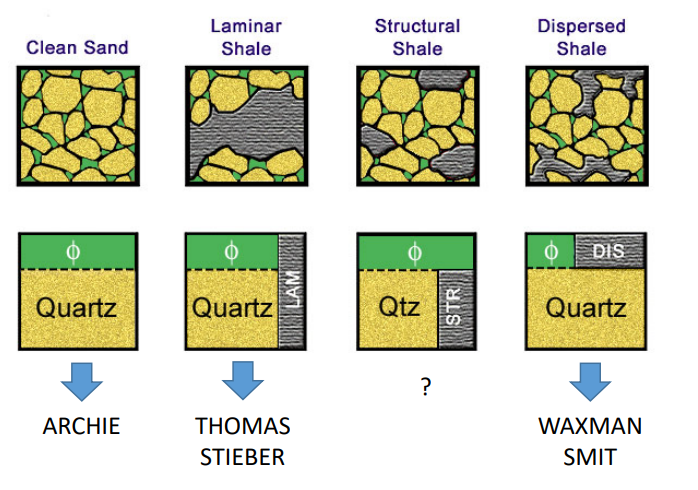 Clean Sand
Laminar
Shale
Structural
Shale
Dispersed
Shale
ϕ
Quartz
ϕ
Quartz
LAM
ϕ
Qtz
STR
ϕ
DIS
Quartz
ARCHIE
THOMAS
STIEBER
?
WAXMAN
SMIT